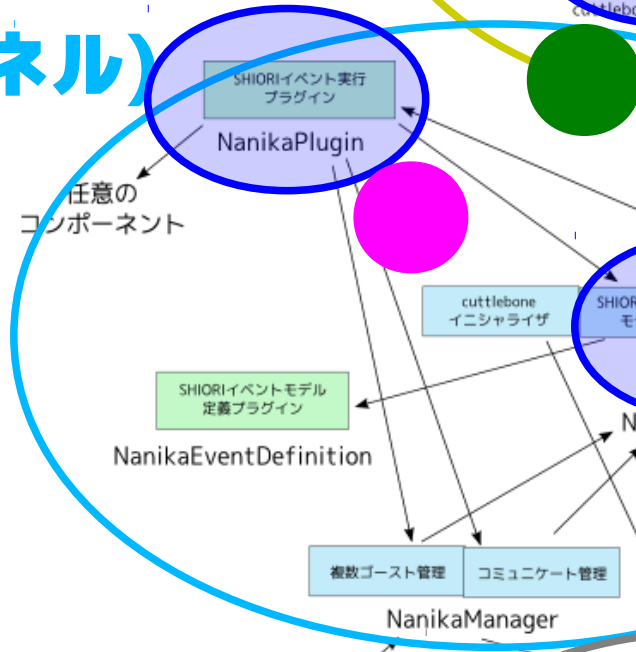 ネル)
SHIORIイベント実行
プラグイン
NanikaPlugin
任意の
コンポーネント
cuttlebone
イニシャライザ
SHIORIイベントモデル
定義プラグイン
NanikaEventDefinition
複数ゴースト管理
コミュニケート管理
NanikaManager